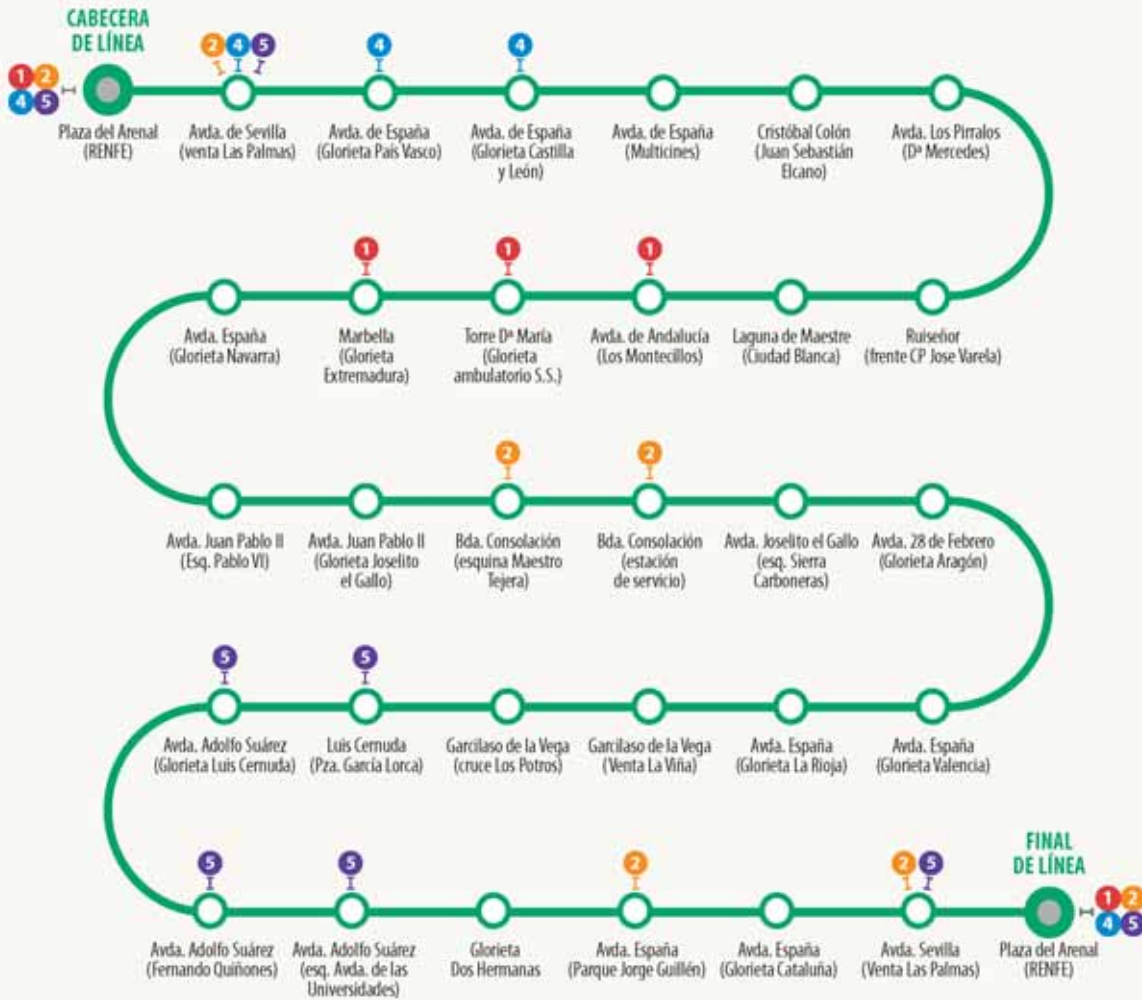 CABECERA
DE LÍNEA
2 4 5
4
4
1 2
4 5
Plaza del Arenal
(RENFE)
Avda. de Sevilla
(venta Las Palmas)
Avda. de España
(Glorieta País Vasco)
Avda. de España
(Glorieta Castilla
y León)
Avda. de España
(Multicines)
Cristóbal Colón
(Juan Sebastián
Elcano)
Avda. Los Pirralos
(Dª Mercedes)
1
1
1
Avda. España
(Glorieta Navarra)
Marbella
(Glorieta
Extremadura)
Torre Dª María
(Glorieta
ambulatorio S.S.)
Avda. de Andalucía
(Los Montecillos)
Laguna de Maestre
(Ciudad Blanca)
Ruiseñor
(frente CP Jose Varela)
2
2
Avda. Juan Pablo II
(Esq. Pablo VI)
Avda. Juan Pablo II
(Glorieta Joselito
el Gallo)
Bda. Consolación
(esquina Maestro
Tejera)
Bda. Consolación
(estación
de servicio)
Avda. Joselito el Gallo
(esq. Sierra
Carboneras)
Avda. 28 de Febrero
(Glorieta Aragón)
5
5
Avda. Adolfo Suárez
(Glorieta Luis Cernuda)
Luis Cernuda
(Pza. García Lorca)
Garcilaso de la Vega
(cruce Los Potros)
Garcilaso de la Vega
(Venta La Viña)
Avda. España
(Glorieta La Rioja)
Avda. España
(Glorieta Valencia)
FINAL
DE LÍNEA
5
5
2
2 5
1 2
4 5
Avda. Adolfo Suárez
(Fernando Quiñones)
Avda. Adolfo Suárez
(esq. Avda. de las
Universidades)
Glorieta
Dos Hermanas
Avda. España
(Parque Jorge Guillén)
Avda. España
(Glorieta Cataluña)
Avda. Sevilla
(Venta Las Palmas)
Plaza del Arenal
(RENFE)